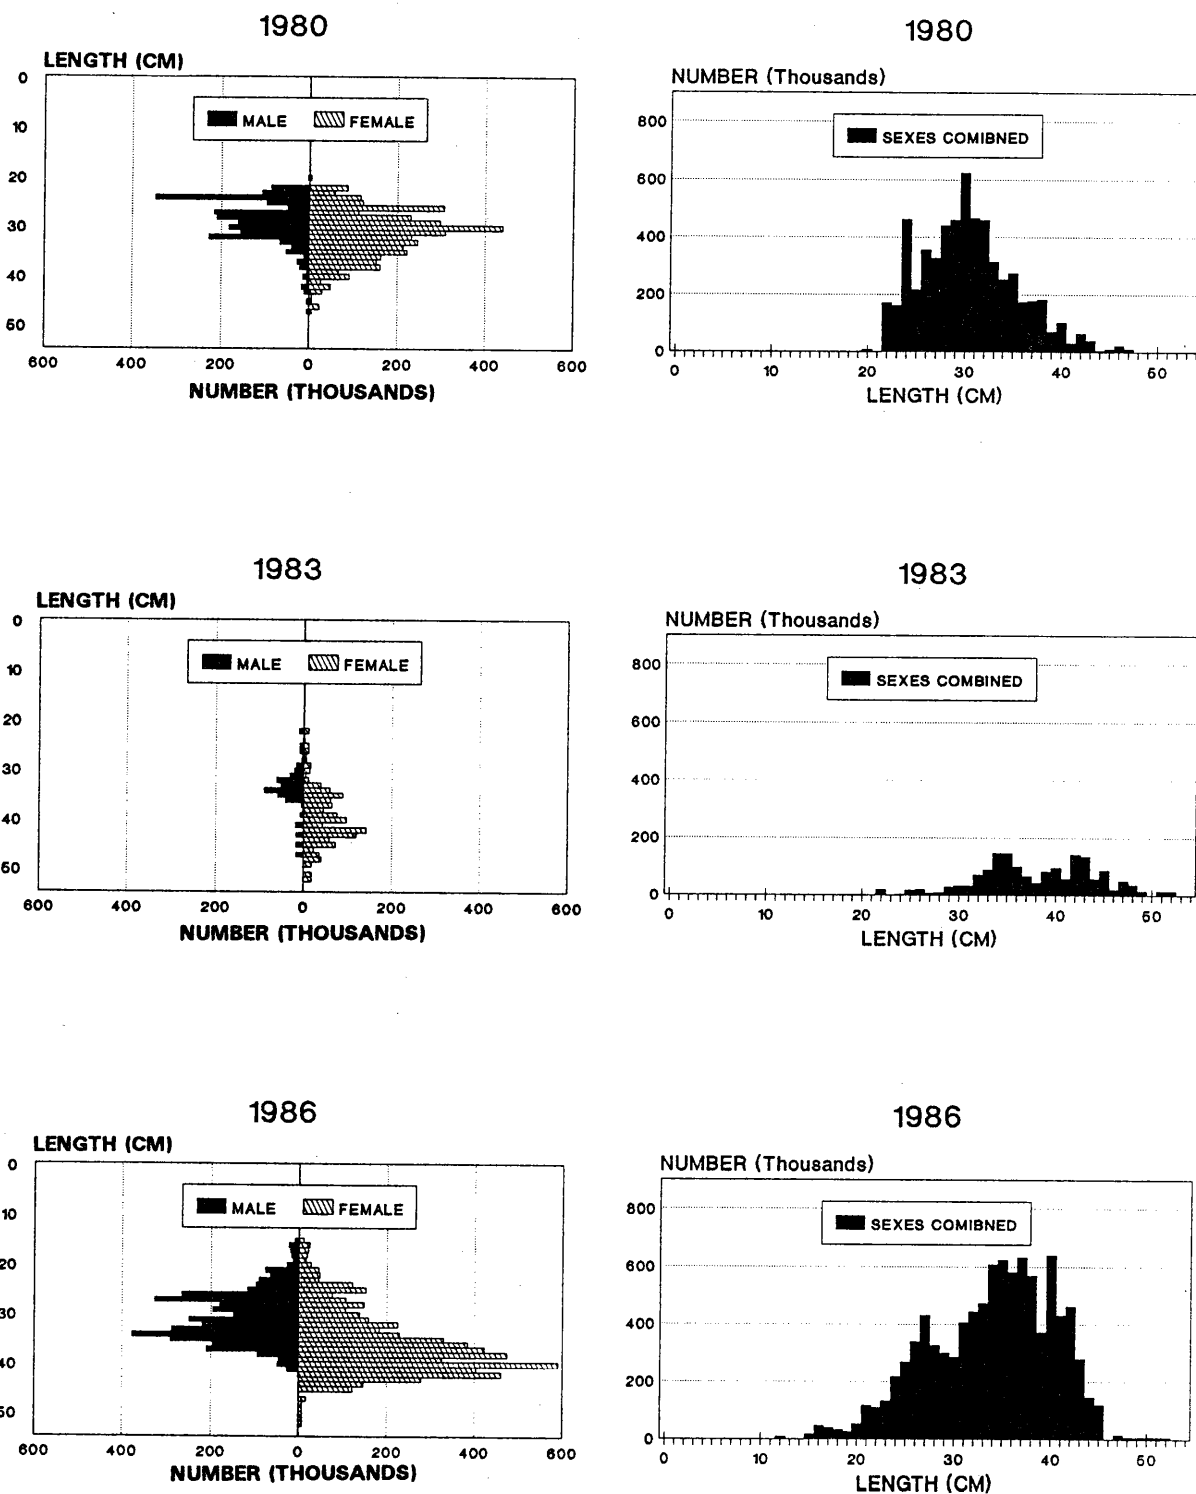 1980
LENGTH (CM)
0
10
20
30
40
50
MALE FEMALE
600 400 200 0 200 400 600
NUMBER (THOUSANDS)
1980
NUMBER (Thousands)
800
600
400
200
0
SEXES COMIBNED
0 10 20 30 40 50
LENGTH (CM)
1983
LENGTH (CM)
0
10
20
30
40
50
MALE FEMALE
600 400 200 0 200 400 600
NUMBER (THOUSANDS)
1983
NUMBER (Thousands)
800
600
400
200
0
SEXES COMBINED
0 10 20 30 40 50
LENGTH (CM)
1986
LENGTH (CM)
0
10
20
30
40
50
MALE FEMALE
600 400 200 0 200 400 600
NUMBER (THOUSANDS)
1986
NUMBER (Thousands)
800
600
400
200
0
SEXES COMIBNED
0 10 20 30 40 50
LENGTH (CM)